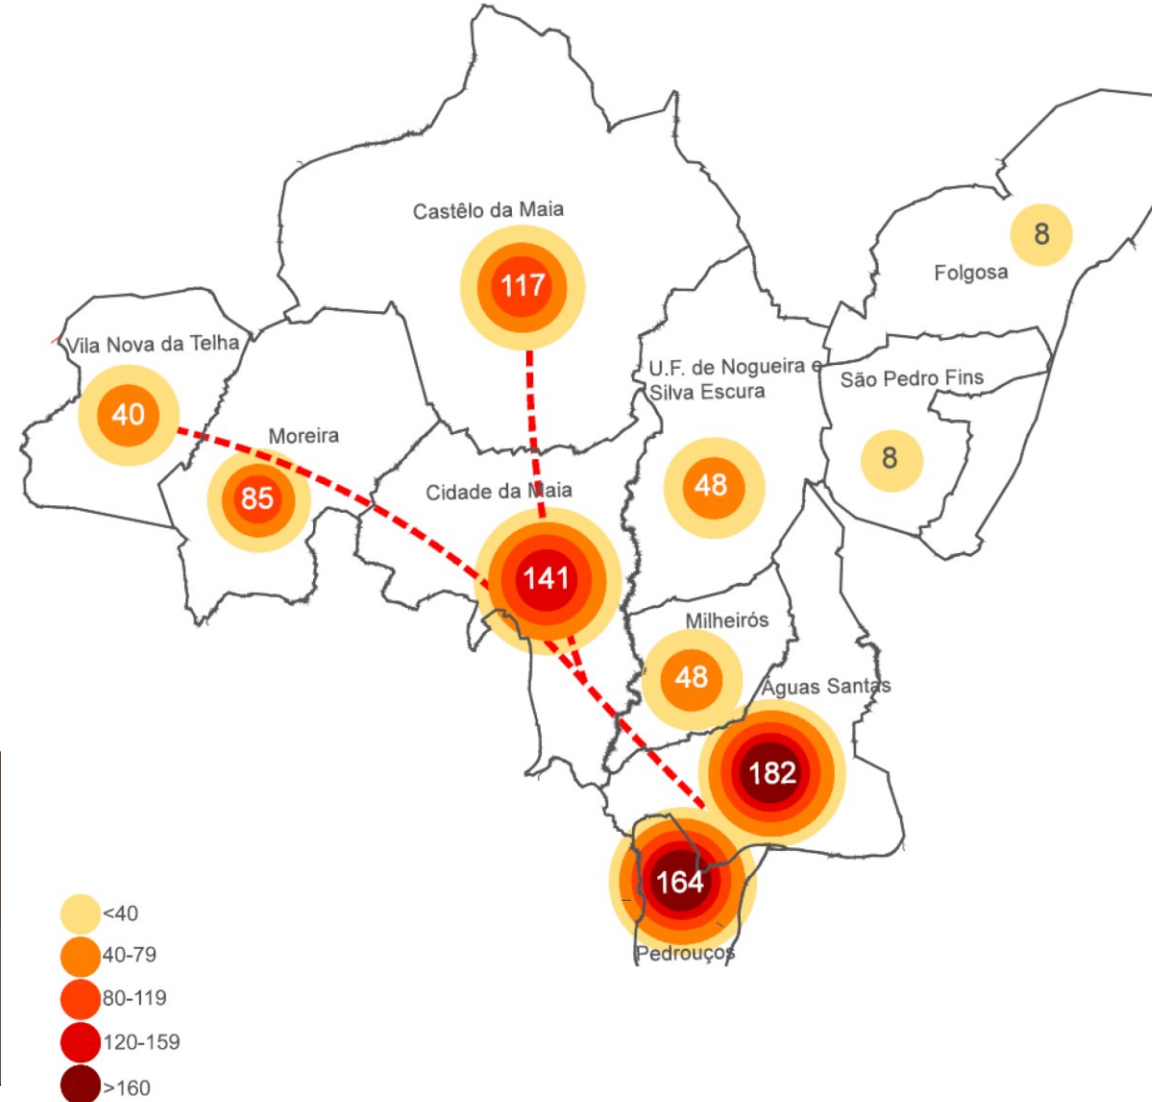 Castêlo da Maia
117
8
Folgosa
Vila Nova da Telha
40
U.F. de Nogueira e
Silva Escura
São Pedro Fins
8
Moreira
85
Cidade da Maia
48
141
Milheirós
48
Águas Santas
182
164
Pedrouços
<40
40-79
80-119
120-159
>160